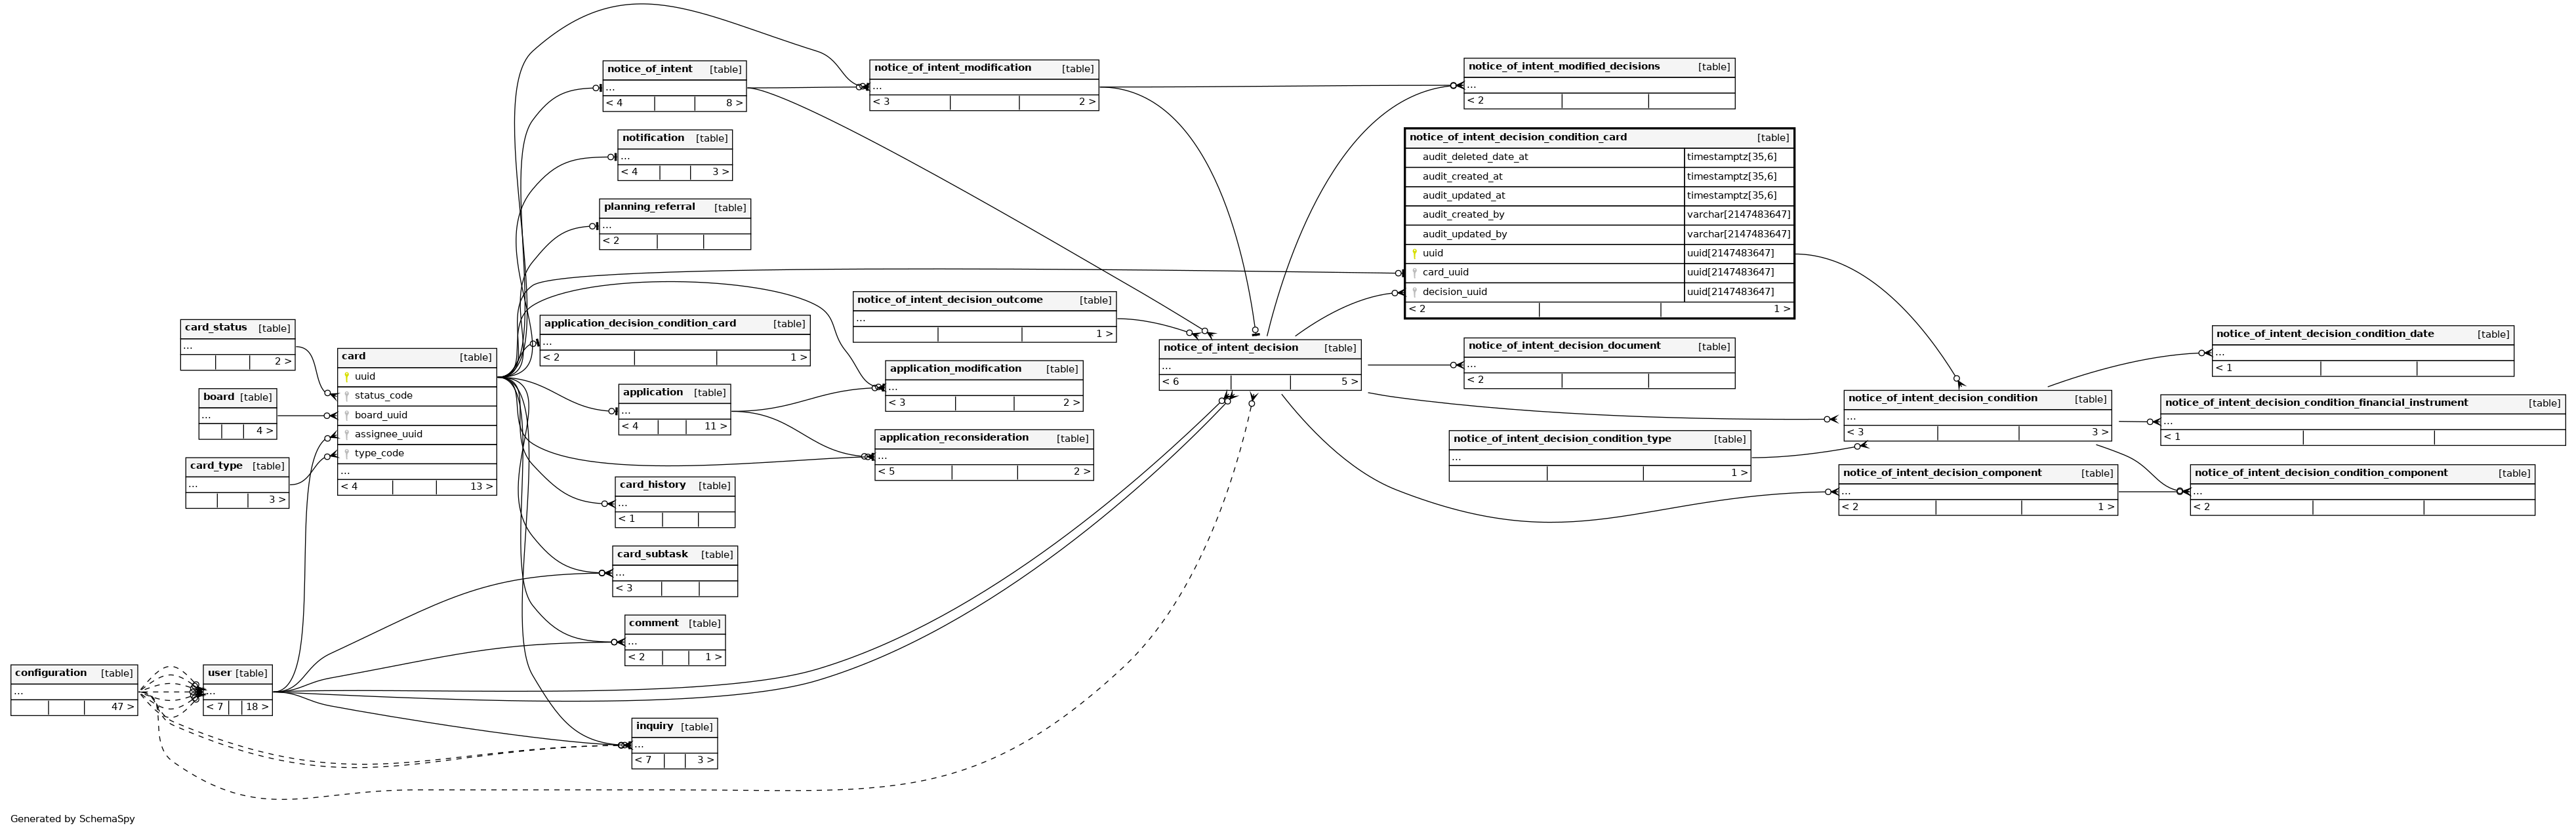 notice_of_intent [table]
...
< 4 8 >
notice_of_intent_modification [table]
...
< 3 2 >
notice_of_intent_modified_decisions [table]
...
< 2
notification [table]
...
< 4 3 >
planning_referral [table]
...
< 2
notice_of_intent_decision_condition_card [table]
audit_deleted_date_at timestamptz[35,6]
audit_created_at timestamptz[35,6]
audit_updated_at timestamptz[35,6]
audit_created_by varchar[2147483647]
audit_updated_by varchar[2147483647]
uuid uuid[2147483647]
card_uuid uuid[2147483647]
decision_uuid uuid[2147483647]
< 2 1 >
card_status [table]
...
2 >
board [table]
...
4 >
card_type [table]
...
3 >
card [table]
uuid
status_code
board_uuid
assignee_uuid
type_code
...
< 4 13 >
application_decision_condition_card [table]
...
< 2 1 >
application [table]
...
< 4 11 >
notice_of_intent_decision_outcome [table]
...
1 >
application_modification [table]
...
< 3 2 >
application_reconsideration [table]
...
< 5 2 >
notice_of_intent_decision [table]
...
< 6 5 >
notice_of_intent_decision_document [table]
...
< 2
notice_of_intent_decision_condition_type [table]
...
1 >
notice_of_intent_decision_condition [table]
...
< 3 3 >
notice_of_intent_decision_component [table]
...
< 2 1 >
notice_of_intent_decision_condition_date [table]
...
< 1
notice_of_intent_decision_condition_financial_instrument [table]
...
< 1
notice_of_intent_decision_condition_component [table]
...
< 2
card_history [table]
...
< 1
card_subtask [table]
...
< 3
comment [table]
...
< 2 1 >
configuration [table]
...
47 >
user [table]
...
< 7 18 >
inquiry [table]
...
< 7 3 >
Generated by SchemaSpy